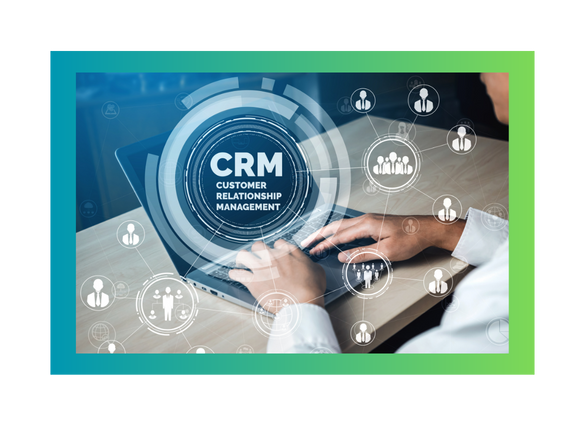 CRM
CUSTOMER
RELATIONSHIP
MANAGEMENT